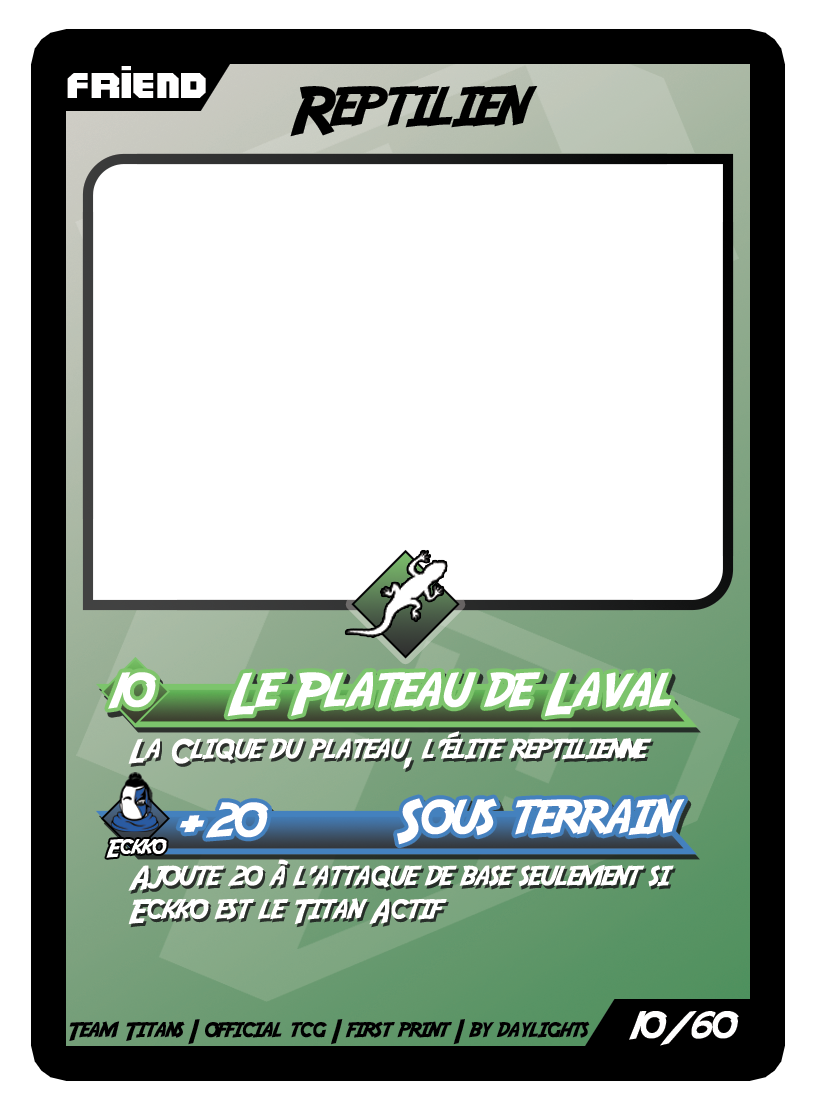 FRiEND
REPTILIEN
10 LE PLATEAU DE LAVAL
LA CLIQUE DU PLATEAU, L'ÉLITE REPTILIENNE
+20 SOUS TERRAIN
ECKKO
AJOUTE 20 À L'ATTAQUE DE BASE SEULEMENT SI
ECKKO EST LE TITAN ACTIF
TEAM TITANS | OFFICIAL TCG | FIRST PRINT | BY DAYLIGHTS
10/60